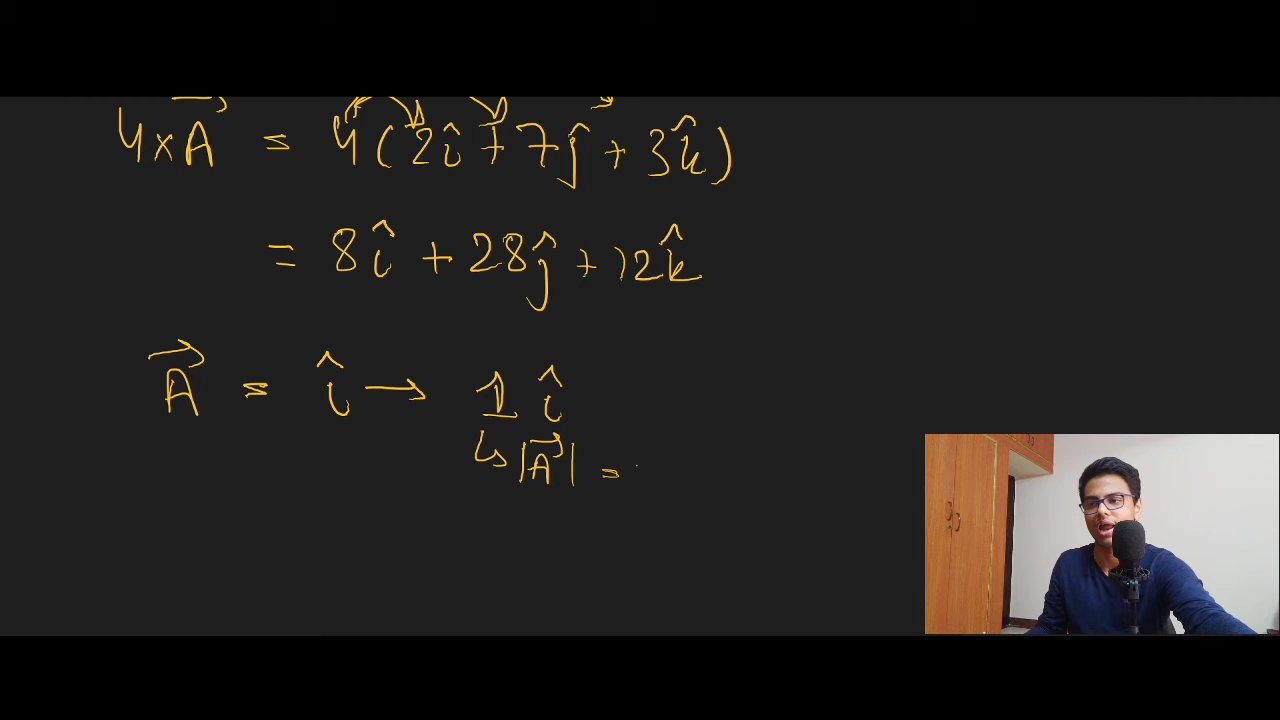 4 x A⃗ = 4 ( 2î + 7ĵ + 3k̂ )
= 8î + 28ĵ + 12k̂
A⃗ = î → 1 î
↳ |A⃗| =